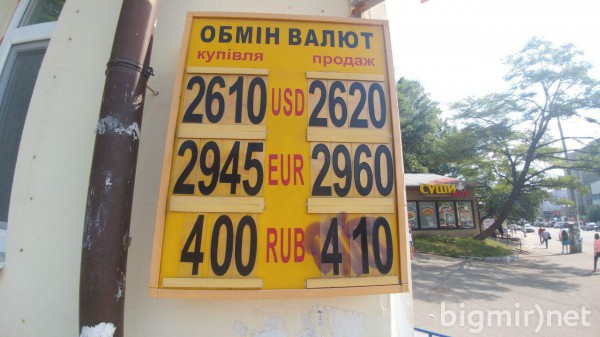 ОБМІН ВАЛЮТ
купівля продаж
2610 USD 2620
2945 EUR 2960
400 RUB 410
СУШИ
bigmir)net